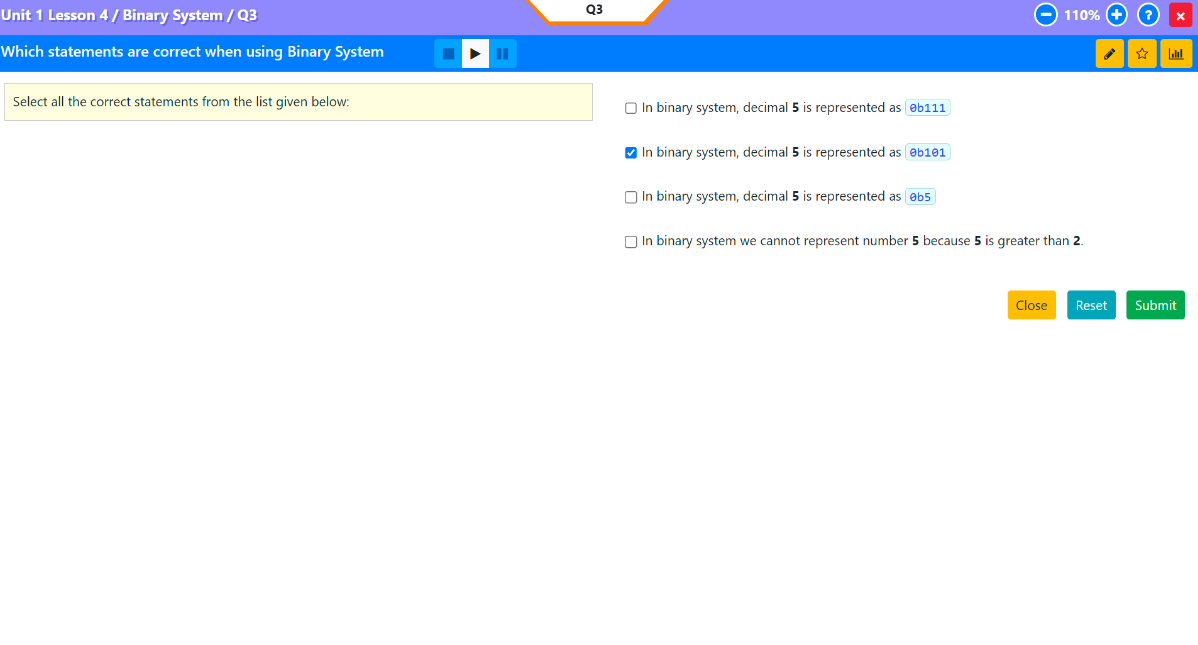 Unit 1 Lesson 4 / Binary System / Q3
Q3
110%
?
Which statements are correct when using Binary System
Select all the correct statements from the list given below:
In binary system, decimal 5 is represented as 0b111
In binary system, decimal 5 is represented as 0b101
In binary system, decimal 5 is represented as 0b5
In binary system we cannot represent number 5 because 5 is greater than 2.
Close Reset Submit